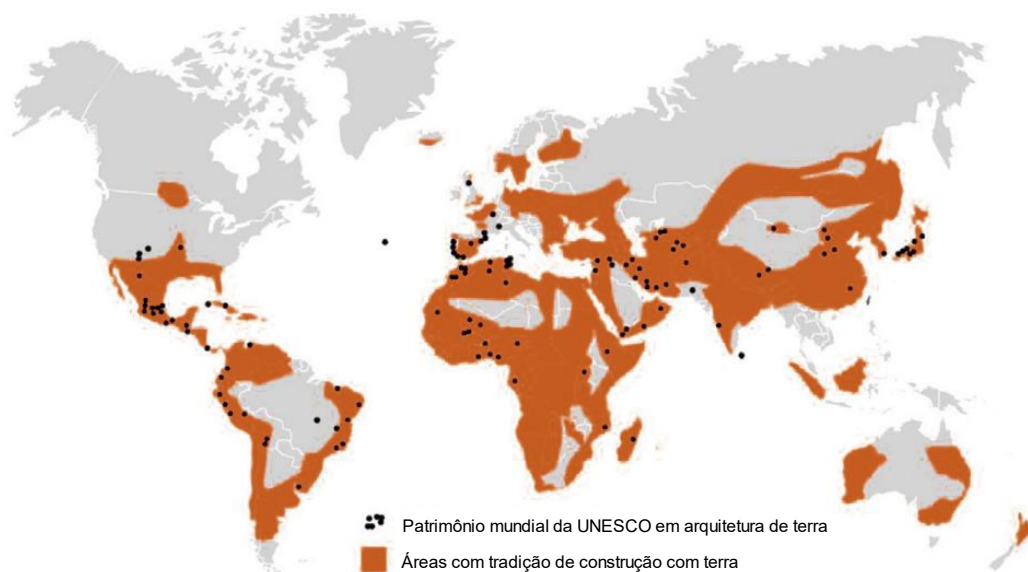 Patrimônio mundial da UNESCO em arquitetura de terra
Áreas com tradição de construção com terra